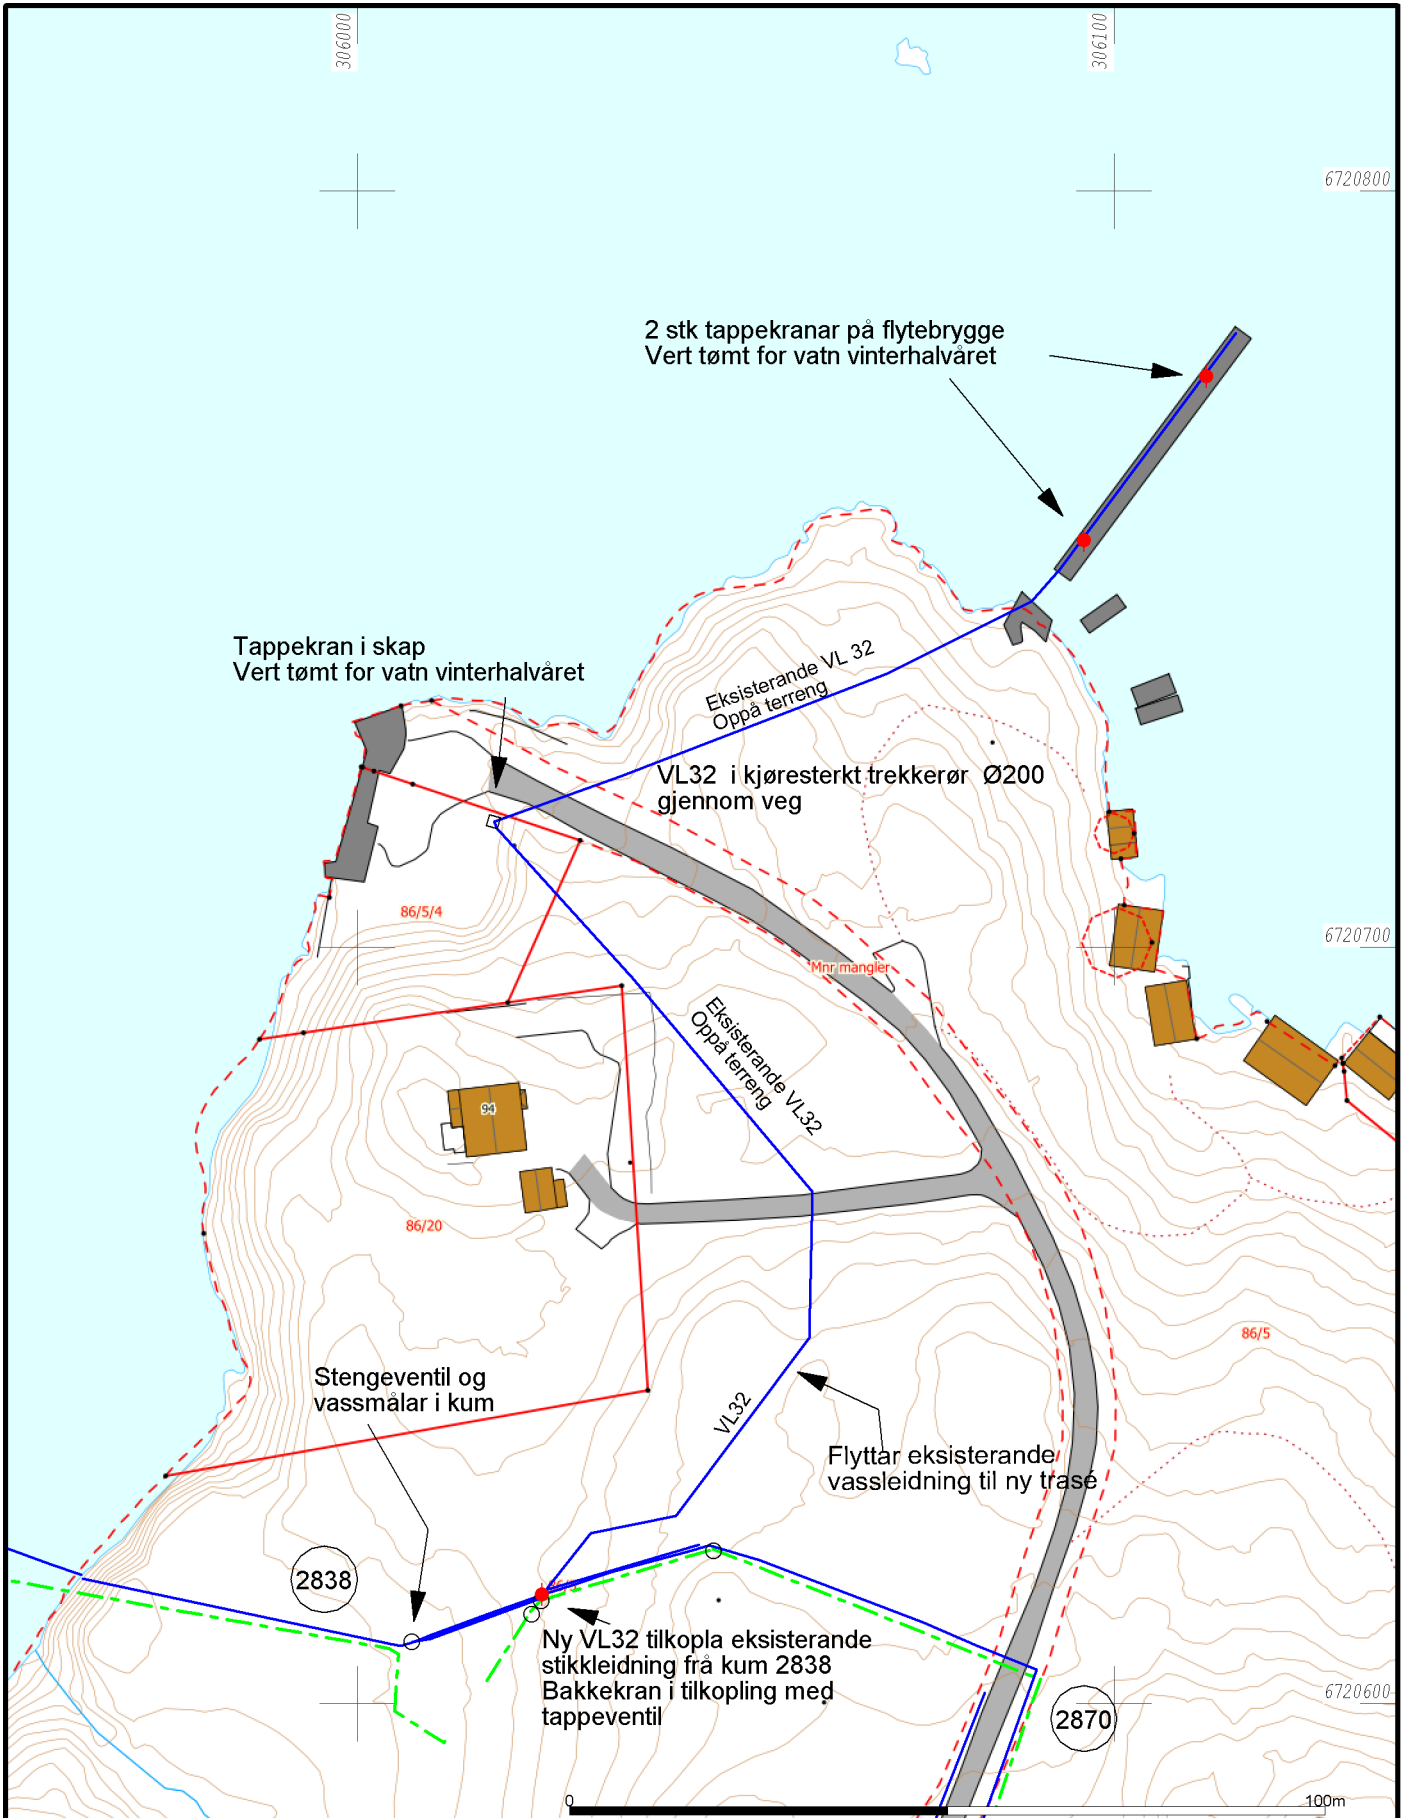 306000
306100
6720800
2 stk tappekranar på flytebrygge
Vert tømt for vatn vinterhalvåret
Tappekran i skap
Vert tømt for vatn vinterhalvåret
Eksisterande VL 32
Oppå terreng
VL32 i kjøresterkt trekkerør Ø200
gjennom veg
86/5/4
6720700
Mnr mangler
Eksisterande VL32
Oppå terreng
94
86/20
86/5
Stengeventil og
vassmålar i kum
VL32
Flyttar eksisterande
vassleidning til ny trasé
2838
Ny VL32 tilkopla eksisterande
stikkleidning frå kum 2838
Bakkekran i tilkopling med
tappeventil
6720600
2870
0
100m